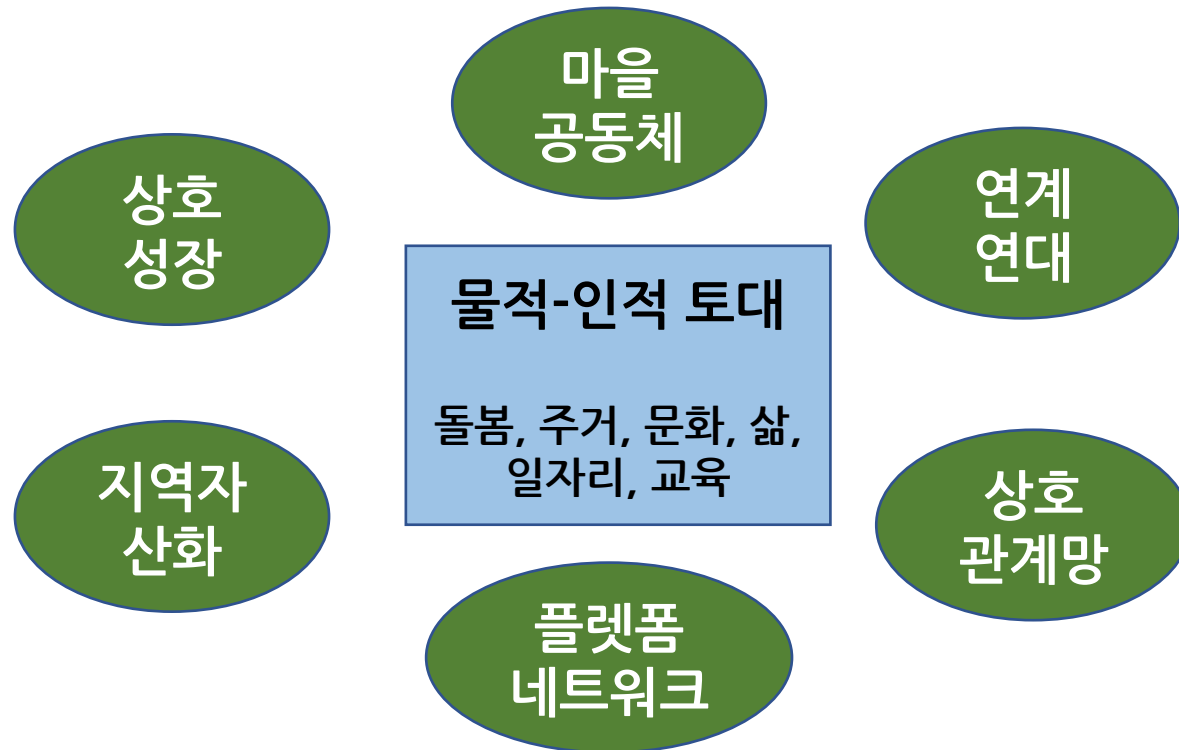 마을
공동체
상호
성장
연계
연대
물적-인적 토대
돌봄, 주거, 문화, 삶,
일자리, 교육
지역자
산화
상호
관계망
플렛폼
네트워크